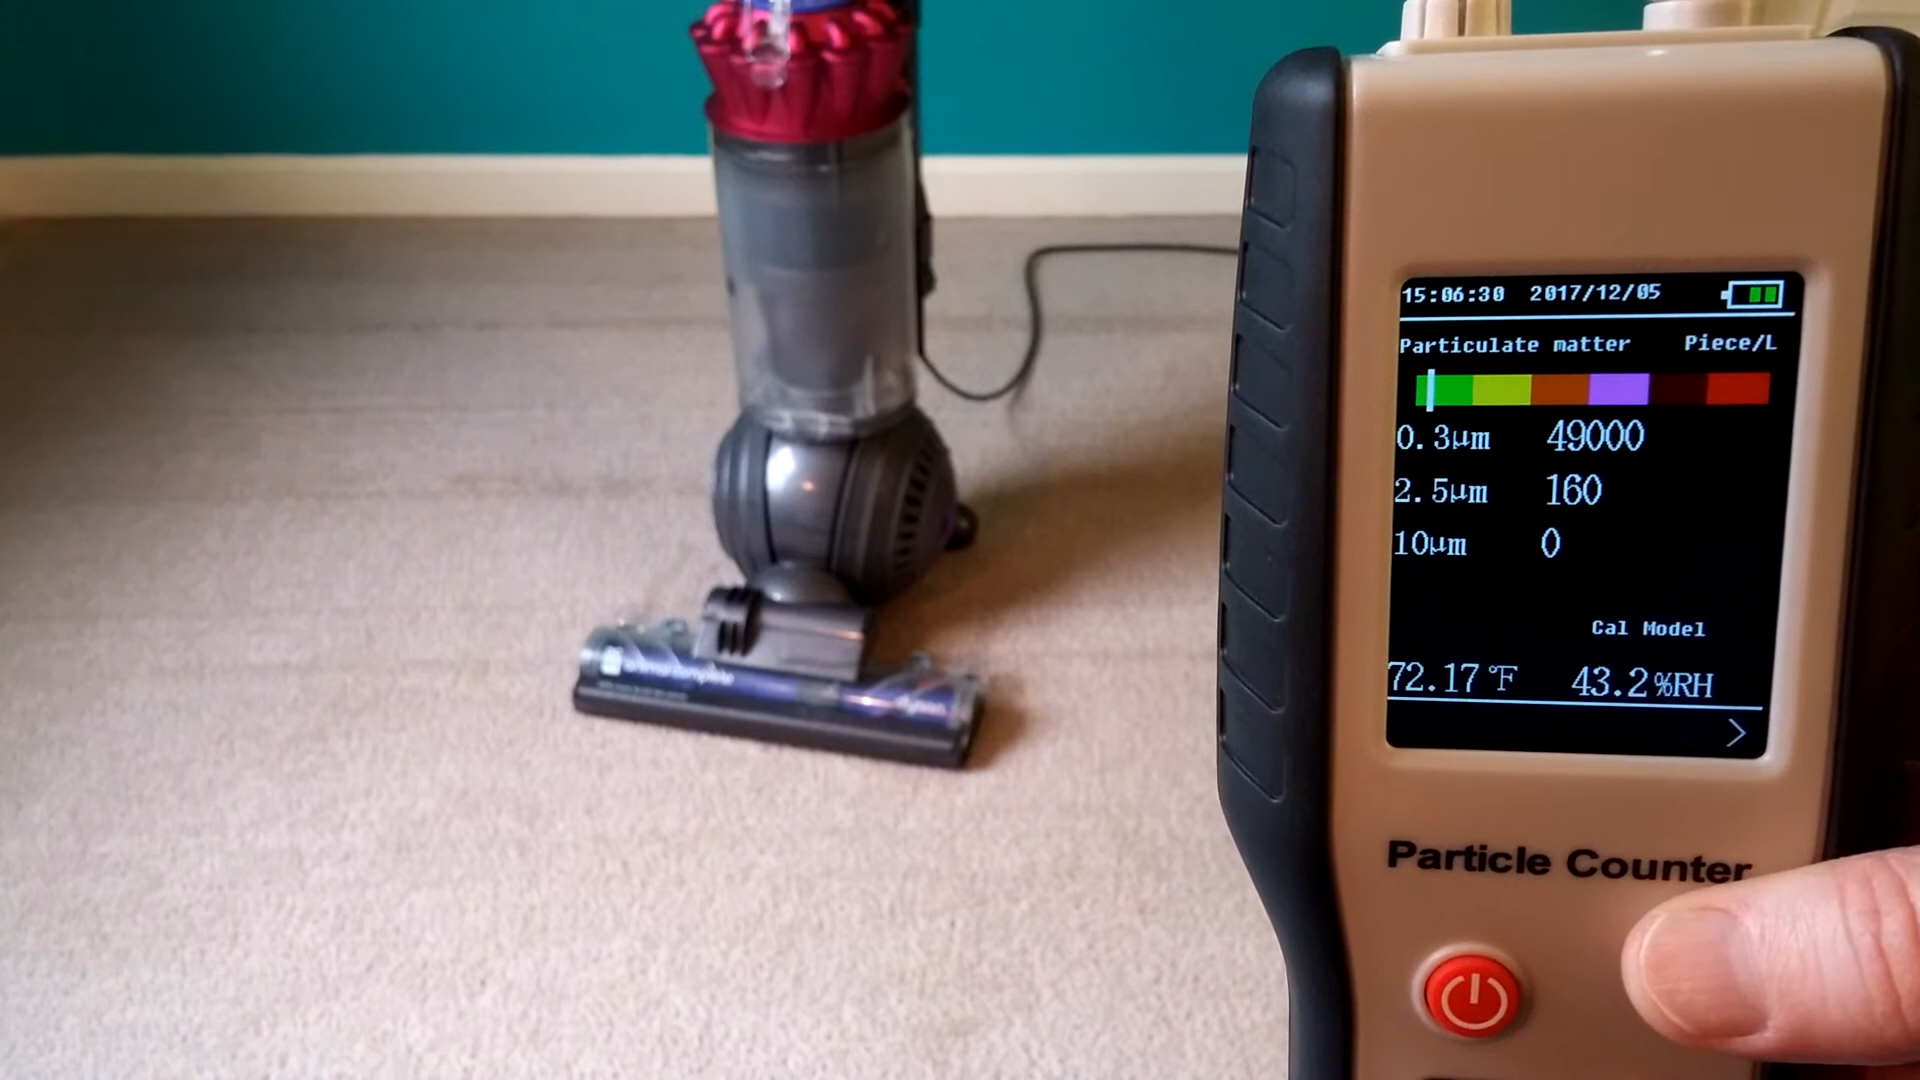 15:06:30 2017/12/05
Particulate matter Piece/L
0.3μm 49000
2.5μm 160
10μm 0
Cal Model
72.17 °F 43.2%RH
>
Particle Counter
dyson